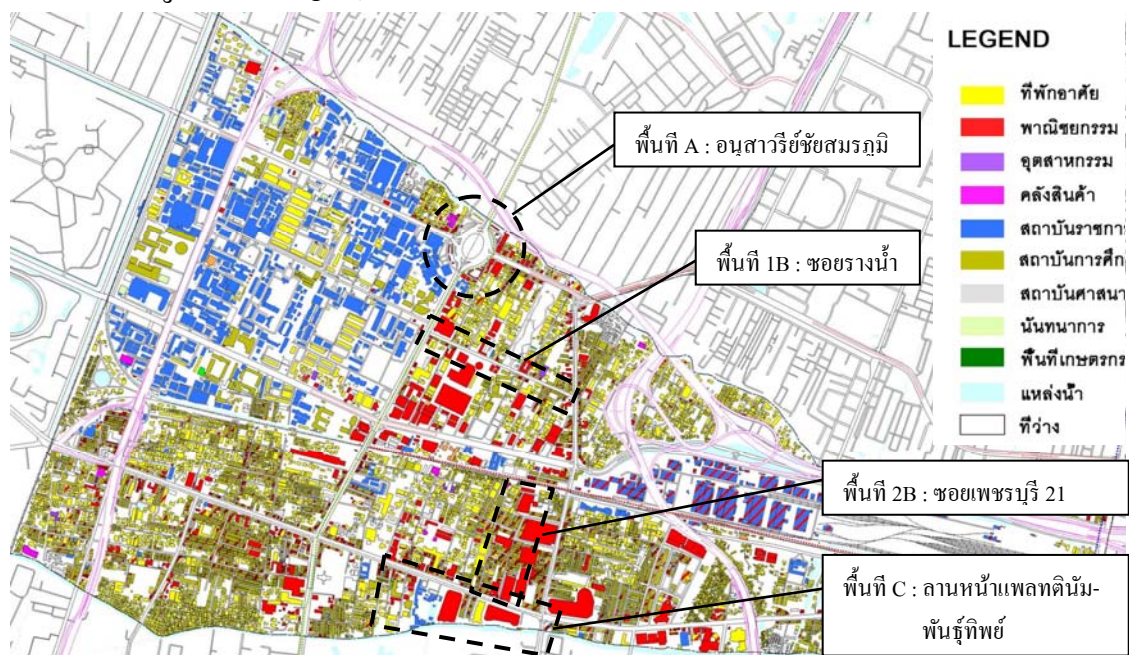 LEGEND
ที่พักอาศัย
พาณิชยกรรม
อุตสาหกรรม
คลังสินค้า
สถาบันราชการ
สถาบันการศึก
สถาบันศาสนา
นันทนาการ
พื้นที่เกษตรกร
แหล่งน้ำ
ที่ว่าง
พื้นที่ A : อนุสาวรีย์ชัยสมรภูมิ
พื้นที่ 1B : ซอยรางน้ำ
พื้นที่ 2B : ซอยเพชรบุรี 21
พื้นที่ C : ลานหน้าแพลทตินัม-
พันธุ์ทิพย์